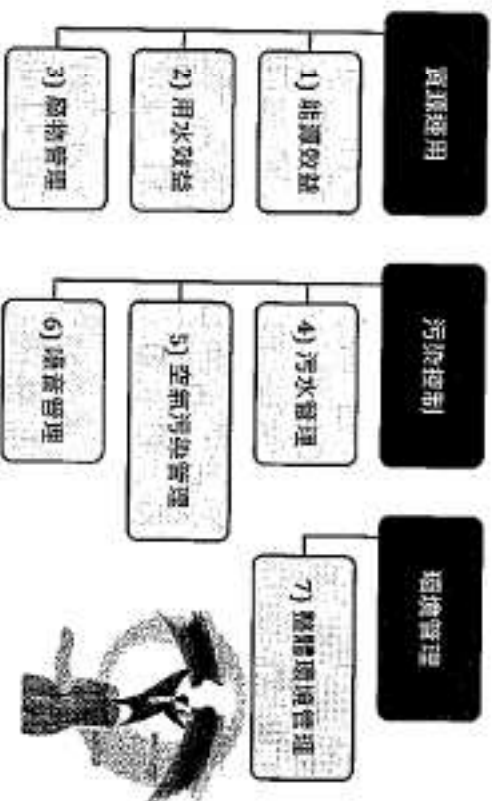 資源運用
1) 能源效益
2) 用水效益
3) 廢物管理
污染控制
4) 污水管理
5) 空氣污染管理
6) 噪音管理
環境管理
7) 整體環境管理